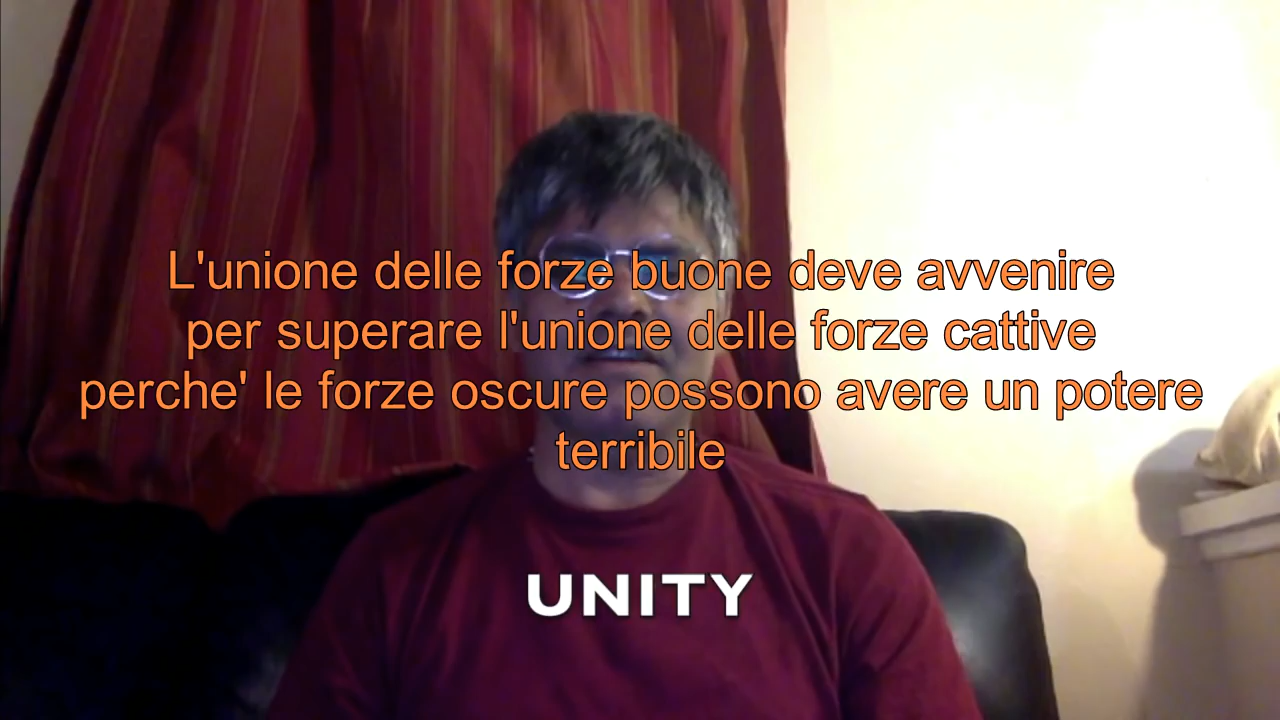 L'unione delle forze buone deve avvenire
per superare l'unione delle forze cattive
perche' le forze oscure possono avere un potere
terribile
UNITY